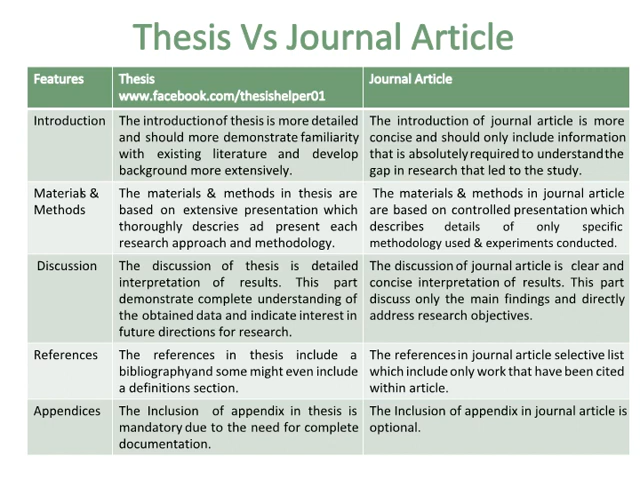 Thesis Vs Journal Article
Features
Thesis
www.facebook.com/thesishelper01
Journal Article
Introduction
The introduction of thesis is more detailed
and should more demonstrate familiarity
with existing literature and develop
background more extensively.
The introduction of journal article is more
concise and should only include information
that is absolutely required to understand the
gap in research that led to the study.
Materials &
Methods
The materials & methods in thesis are
based on extensive presentation which
thoroughly descries ad present each
research approach and methodology.
The materials & methods in journal article
are based on controlled presentation which
describes details of only specific
methodology used & experiments conducted.
Discussion
The discussion of thesis is detailed
interpretation of results. This part
demonstrate complete understanding of
the obtained data and indicate interest in
future directions for research.
The discussion of journal article is clear and
concise interpretation of results. This part
discuss only the main findings and directly
address research objectives.
References
The references in thesis include a
bibliography and some might even include
a definitions section.
The references in journal article selective list
which include only work that have been cited
within article.
Appendices
The Inclusion of appendix in thesis is
mandatory due to the need for complete
documentation.
The Inclusion of appendix in journal article is
optional.